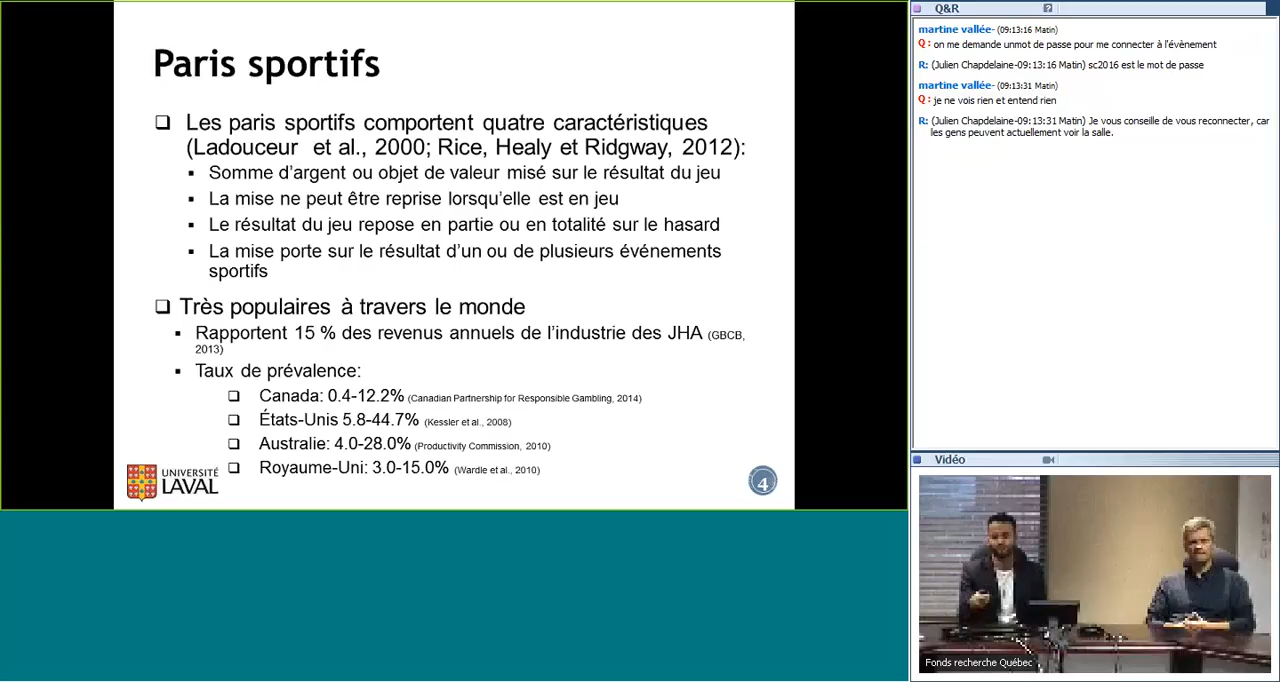 Paris sportifs
Les paris sportifs comportent quatre caractéristiques
(Ladouceur et al., 2000; Rice, Healy et Ridgway, 2012):
Somme d'argent ou objet de valeur misé sur le résultat du jeu
La mise ne peut être reprise lorsqu'elle est en jeu
Le résultat du jeu repose en partie ou en totalité sur le hasard
La mise porte sur le résultat d'un ou de plusieurs événements
sportifs
Très populaires à travers le monde
Rapportent 15 % des revenus annuels de l'industrie des JHA (GBCB,
2013)
Taux de prévalence:
Canada: 0.4-12.2% (Canadian Partnership for Responsible Gambling, 2014)
États-Unis 5.8-44.7% (Kessler et al., 2008)
Australie: 4.0-28.0% (Productivity Commission, 2010)
Royaume-Uni: 3.0-15.0% (Wardle et al., 2010)
UNIVERSITÉ
LAVAL
4
Q&R
martine vallée- (09:13:16 Matin)
Q : on me demande unmot de passe pour me connecter à l'évènement
R: (Julien Chapdelaine-09:13:16 Matin) sc2016 est le mot de passe
martine vallée- (09:13:31 Matin)
Q : je ne vois rien et entend rien
R: (Julien Chapdelaine-09:13:31 Matin) Je vous conseille de vous reconnecter, car
les gens peuvent actuellement voir la salle.
Vidéo
Fonds recherche Québec